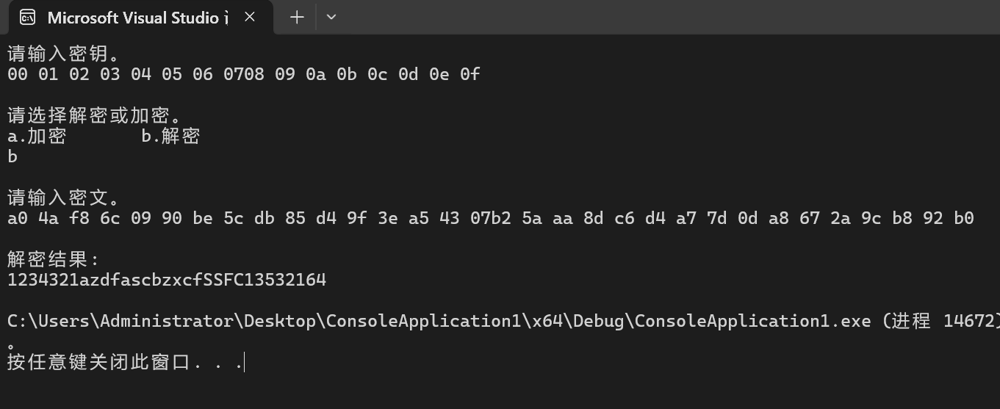 Microsoft Visual Studio
请输入密钥。
00 01 02 03 04 05 06 0708 09 0a 0b 0c 0d 0e 0f
请选择解密或加密。
a.加密 b.解密
b
请输入密文。
a0 4a f8 6c 09 90 be 5c db 85 d4 9f 3e a5 43 07b2 5a aa 8d c6 d4 a7 7d 0d a8 67 2a 9c b8 92 b0
解密结果:
1234321azdfascbzxcfSSFC13532164
C:\Users\Administrator\Desktop\ConsoleApplication1\x64\Debug\ConsoleApplication1.exe (进程 14672)
。
按任意键关闭此窗口. . .